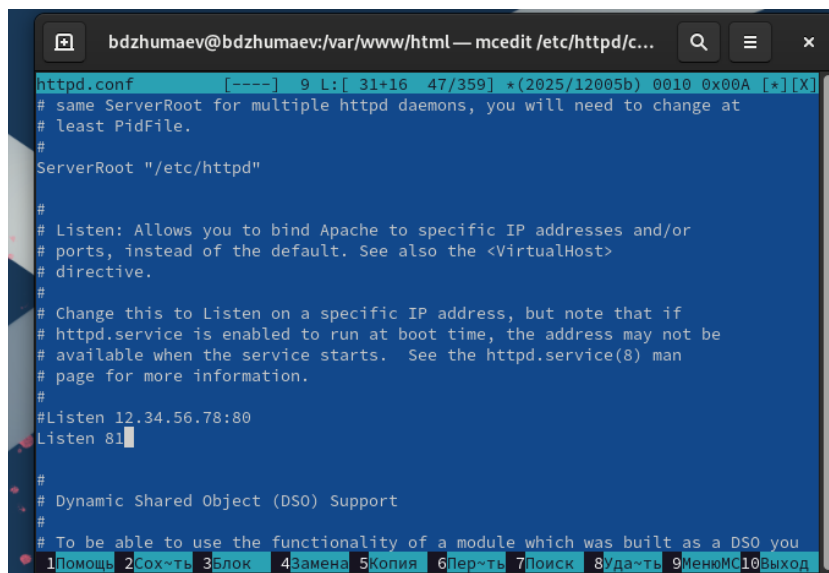 bdzhumaev@bdzhumaev:/var/www/html — mcedit /etc/httpd/c...
httpd.conf [----] 9 L:[ 31+16 47/359] *(2025/12005b) 0010 0x00A [*][X]
# same ServerRoot for multiple httpd daemons, you will need to change at
# least PidFile.
#
ServerRoot "/etc/httpd"
#
# Listen: Allows you to bind Apache to specific IP addresses and/or
# ports, instead of the default. See also the <VirtualHost>
# directive.
#
# Change this to Listen on a specific IP address, but note that if
# httpd.service is enabled to run at boot time, the address may not be
# available when the service starts.  See the httpd.service(8) man
# page for more information.
#
#Listen 12.34.56.78:80
Listen 81
#
# Dynamic Shared Object (DSO) Support
#
# To be able to use the functionality of a module which was built as a DSO you
1Помощь 2Сох~ть 3Блок 4Замена 5Копия 6Пер~ть 7Поиск 8Уда~ть 9МенюМС 10Выход